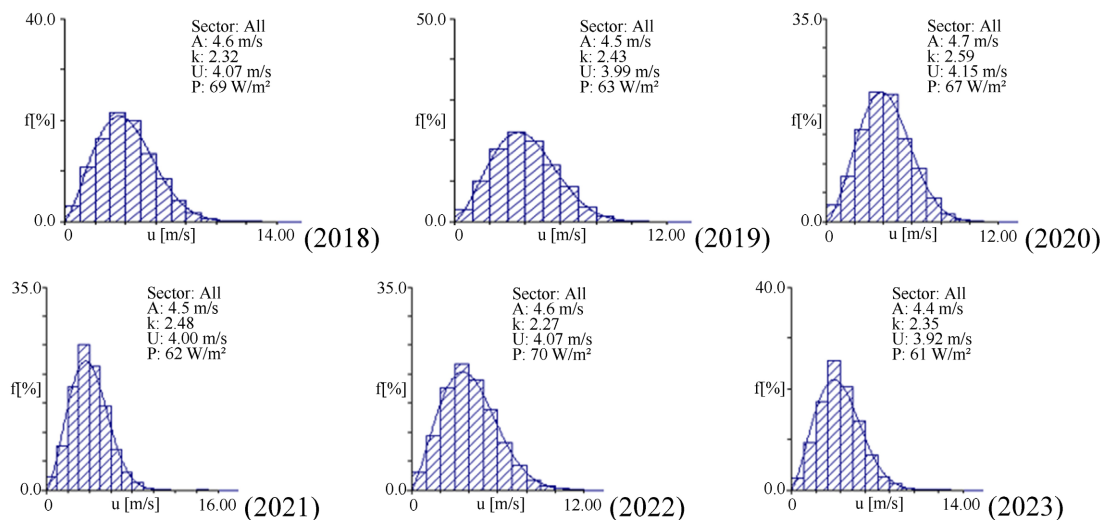 40.0
Sector: All
A: 4.6 m/s
k: 2.32
U: 4.07 m/s
P: 69 W/m²
f[%]
0.0
0
u [m/s]
14.00
(2018)
50.0
Sector: All
A: 4.5 m/s
k: 2.43
U: 3.99 m/s
P: 63 W/m²
f[%]
0.0
0
u [m/s]
12.00
(2019)
35.0
Sector: All
A: 4.7 m/s
k: 2.59
U: 4.15 m/s
P: 67 W/m²
f[%]
0.0
0
u [m/s]
12.00
(2020)
35.0
Sector: All
A: 4.5 m/s
k: 2.48
U: 4.00 m/s
P: 62 W/m²
f[%]
0.0
0
u [m/s]
16.00
(2021)
35.0
Sector: All
A: 4.6 m/s
k: 2.27
U: 4.07 m/s
P: 70 W/m²
f[%]
0.0
0
u [m/s]
12.00
(2022)
40.0
Sector: All
A: 4.4 m/s
k: 2.35
U: 3.92 m/s
P: 61 W/m²
f[%]
0.0
0
u [m/s]
14.00
(2023)